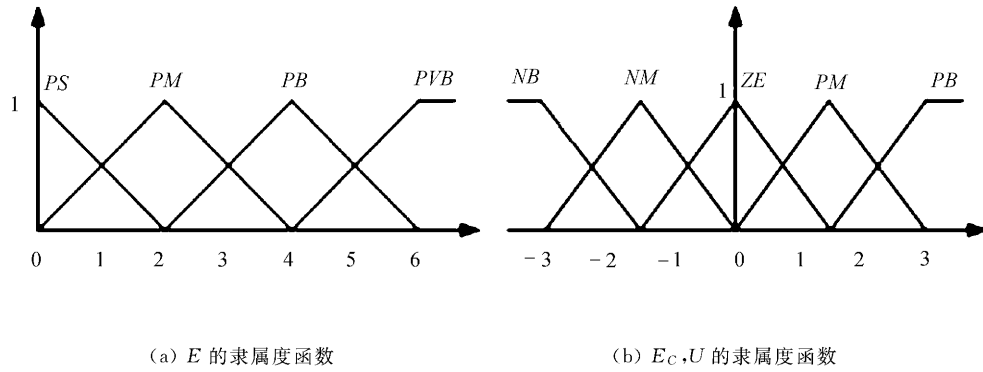 PS PM PB PVB
1
0 1 2 3 4 5 6
(a) E 的隶属度函数
NB NM ZE PM PB
1
-3 -2 -1 0 1 2 3
(b) E_C,U 的隶属度函数